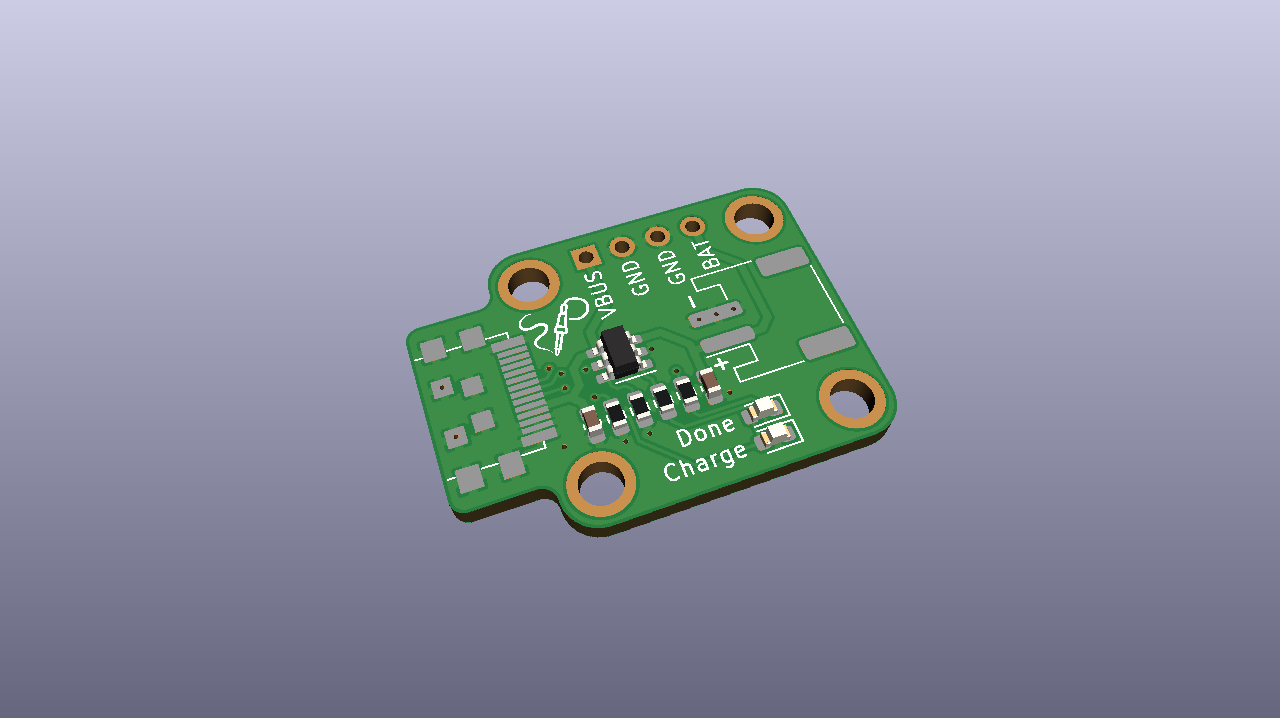 VBUS
GND
GND
BAT
-
+
Done
Charge